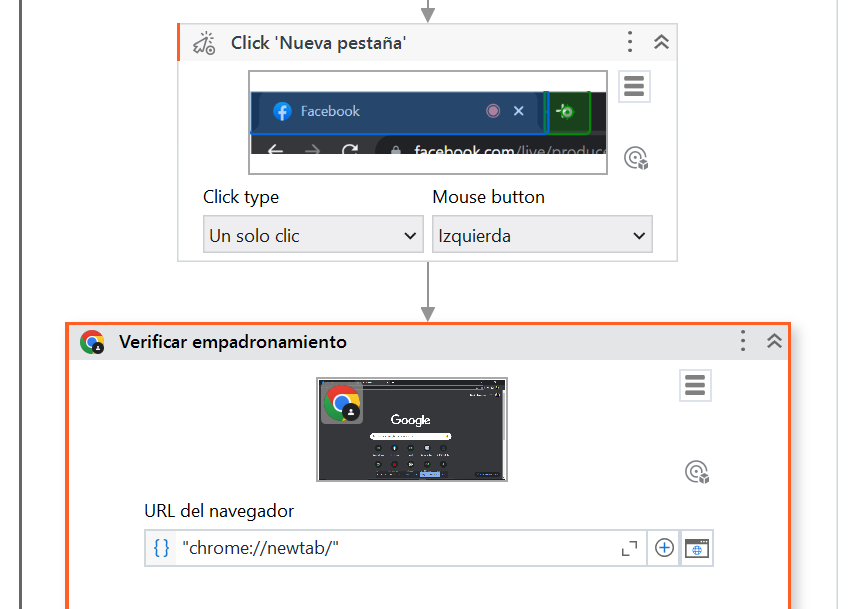 Click 'Nueva pestaña'
Facebook
facebook.com/live/produce
Click type
Mouse button
Un solo clic
Izquierda
Verificar empadronamiento
Google
URL del navegador
"chrome://newtab/"